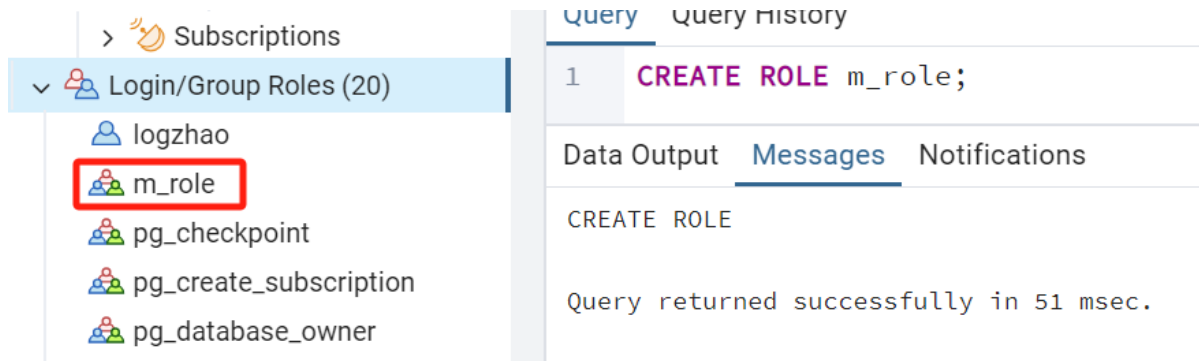 Subscriptions
Login/Group Roles (20)
logzhao
m_role
pg_checkpoint
pg_create_subscription
pg_database_owner
Query Query History
1 CREATE ROLE m_role;
Data Output Messages Notifications
CREATE ROLE
Query returned successfully in 51 msec.